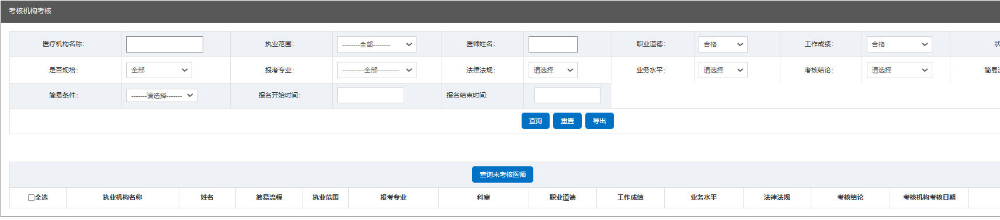 考核机构考核
医疗机构名称: 执业范围: --------全部-------- 医师姓名: 职业道德: 合格 工作成绩: 合格
是否规培: 全部 报考专业: ----------全部---------- 法律法规: 请选择 业务水平: 请选择 考核结论: 请选择 简易
简易条件: -------请选择------- 报名开始时间: 报名结束时间:
查询 重置 导出
查询未考核医师
全选 执业机构名称 姓名 简易流程 执业范围 报考专业 科室 职业道德 工作成绩 业务水平 法律法规 考核结论 考核机构考核日期